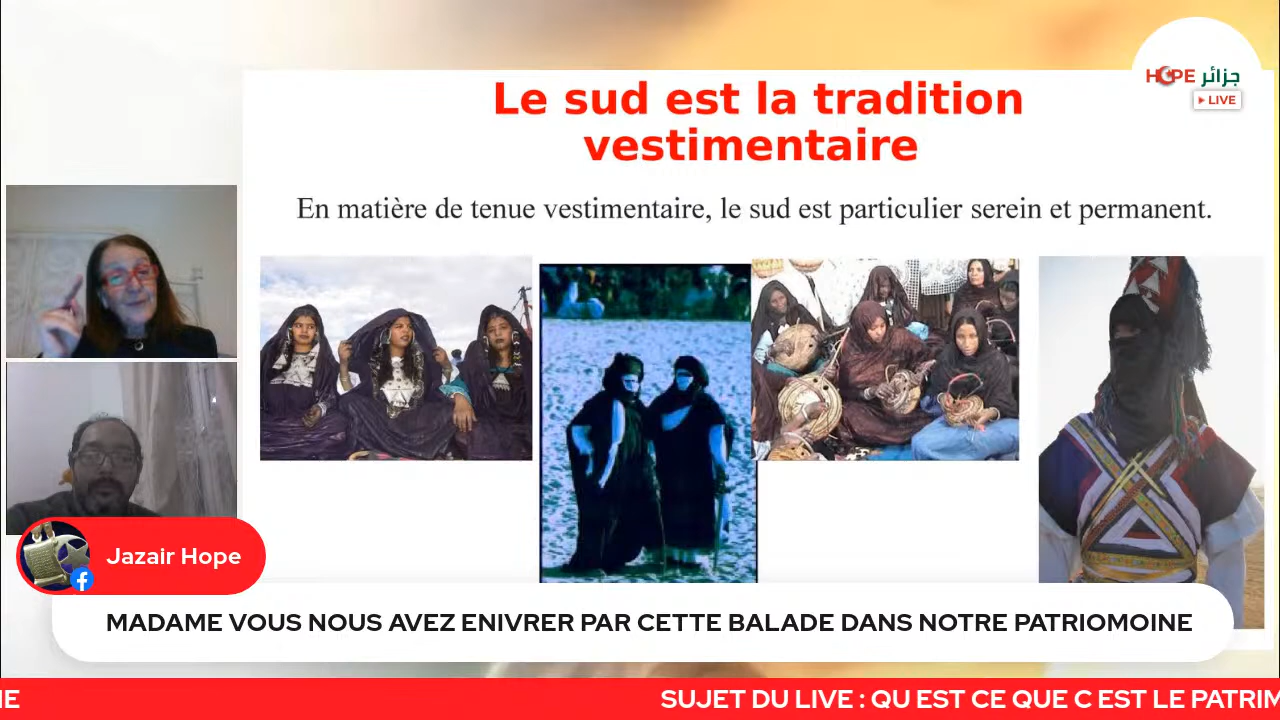 HOPE جزائر
LIVE
Le sud est la tradition
vestimentaire
En matière de tenue vestimentaire, le sud est particulier serein et permanent.
Jazair Hope
MADAME VOUS NOUS AVEZ ENIVRER PAR CETTE BALADE DANS NOTRE PATRIOMOINE
SUJET DU LIVE : QU EST CE QUE C EST LE PATRIM